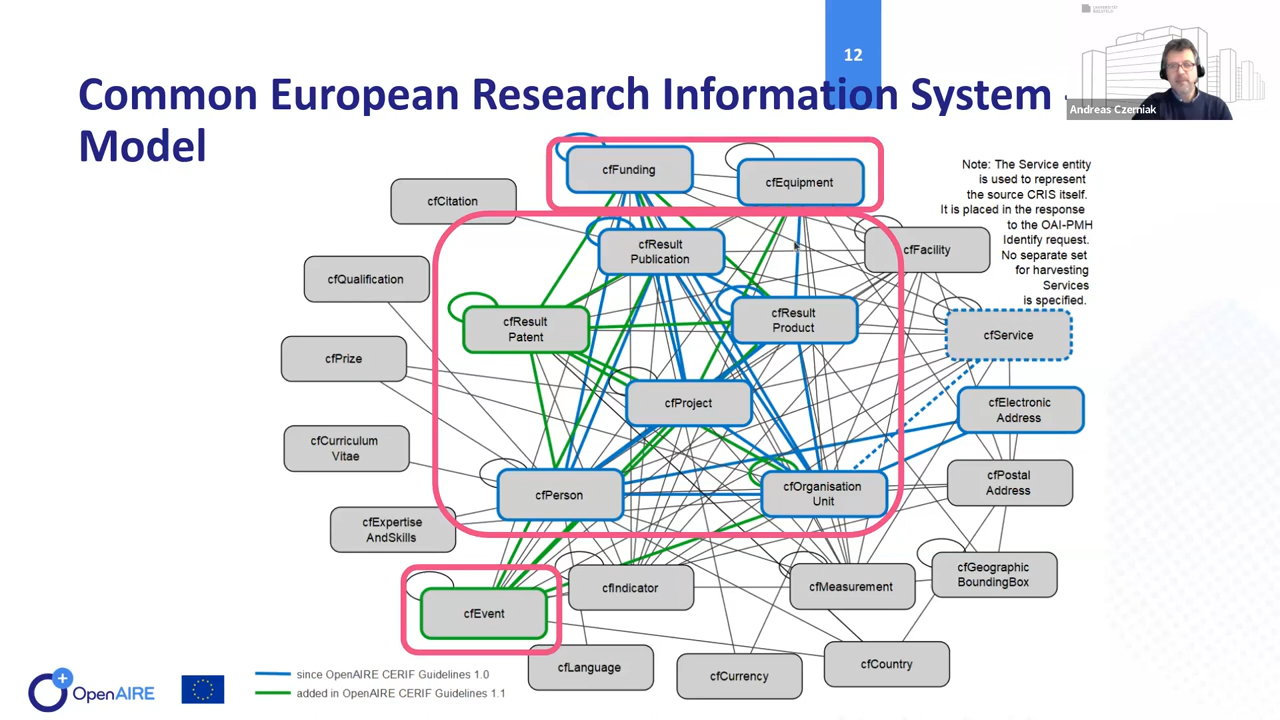 12
Common European Research Information System -
Model
Andreas Czerniak
Note: The Service entity
is used to represent
the source CRIS itself.
It is placed in the response
to the OAI-PMH
Identify request.
No separate set
for harvesting
Services
is specified.
cfFunding
cfEquipment
cfCitation
cfResult
Publication
cfFacility
cfQualification
cfResult
Patent
cfResult
Product
cfService
cfPrize
cfProject
cfElectronic
Address
cfCurriculum
Vitae
cfPerson
cfOrganisation
Unit
cfPostal
Address
cfExpertise
AndSkills
cfEvent
cfIndicator
cfMeasurement
cfGeographic
BoundingBox
cfLanguage
cfCurrency
cfCountry
OpenAIRE
since OpenAIRE CERIF Guidelines 1.0
added in OpenAIRE CERIF Guidelines 1.1